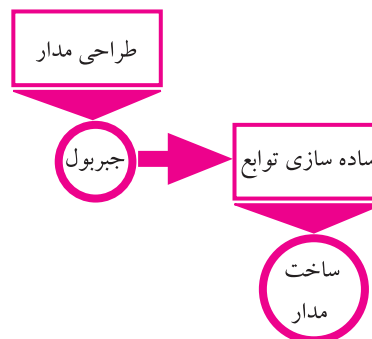 طراحی مدار
جبربول
ساده سازی توابع
ساخت
مدار